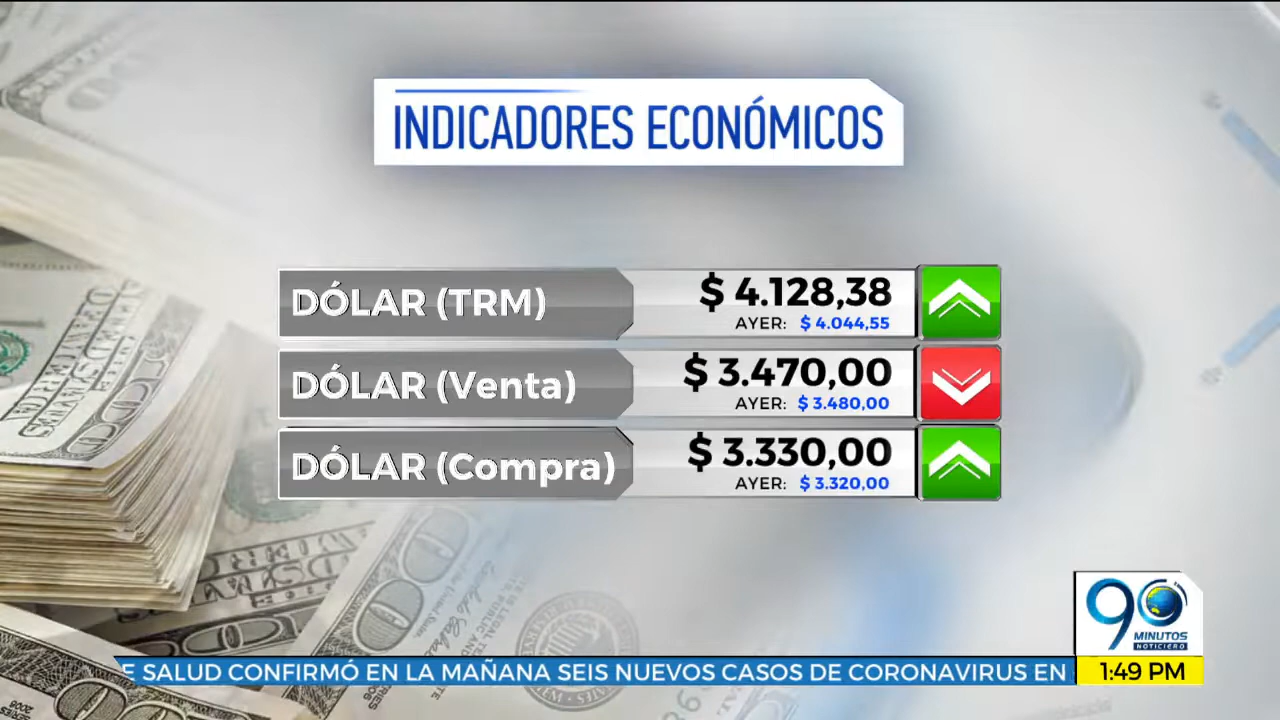 INDICADORES ECONÓMICOS
DÓLAR (TRM)
$ 4.128,38
AYER: $ 4.044,55
DÓLAR (Venta)
$ 3.470,00
AYER: $ 3.480,00
DÓLAR (Compra)
$ 3.330,00
AYER: $ 3.320,00
90
MINUTOS
NOTICIERO
E SALUD CONFIRMÓ EN LA MAÑANA SEIS NUEVOS CASOS DE CORONAVIRUS EN
1:49 PM